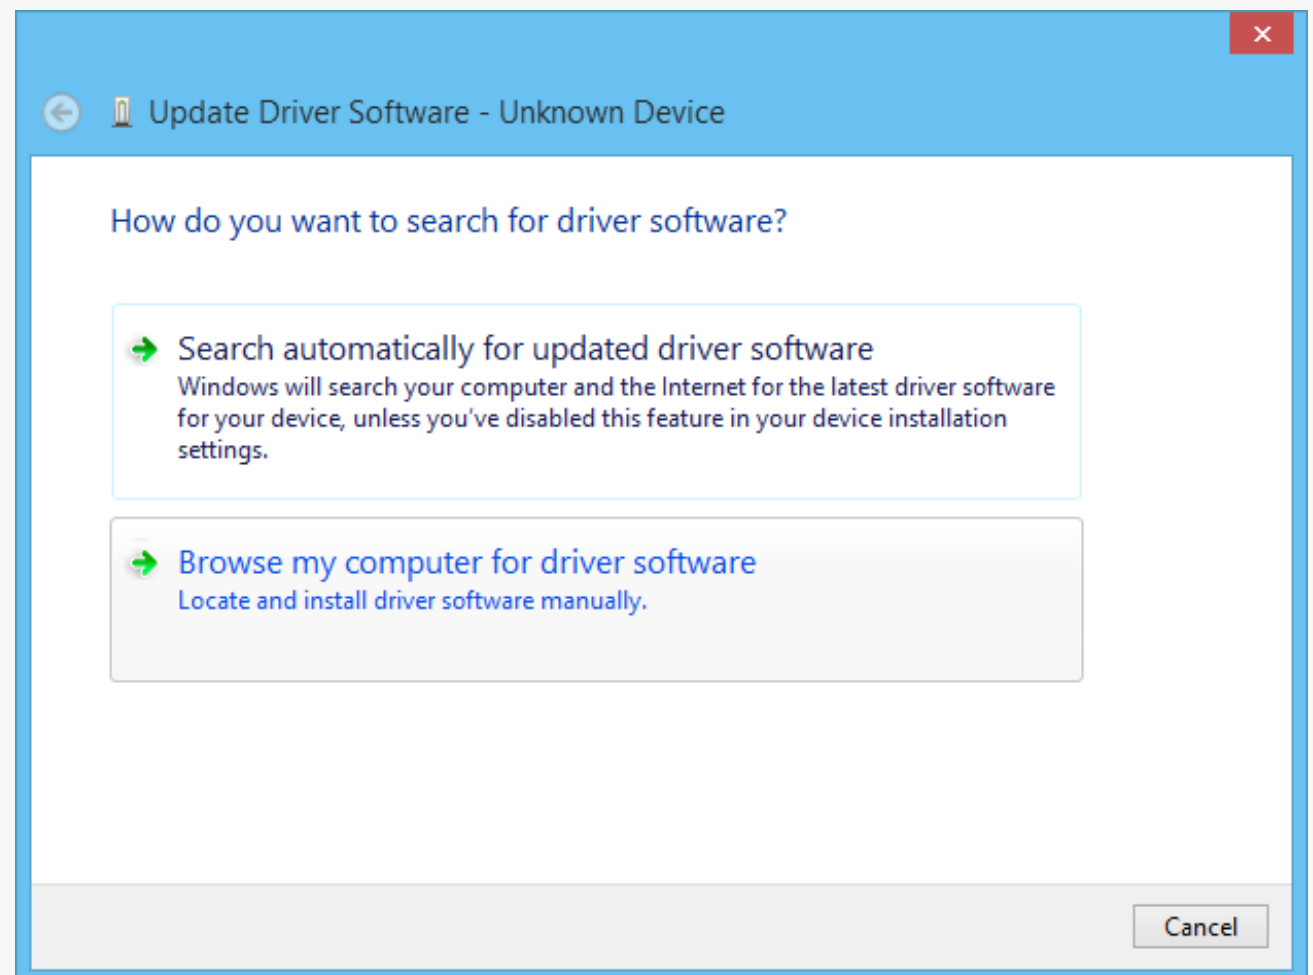 Update Driver Software - Unknown Device
How do you want to search for driver software?
Search automatically for updated driver software
Windows will search your computer and the Internet for the latest driver software
for your device, unless you’ve disabled this feature in your device installation
settings.
Browse my computer for driver software
Locate and install driver software manually.
Cancel